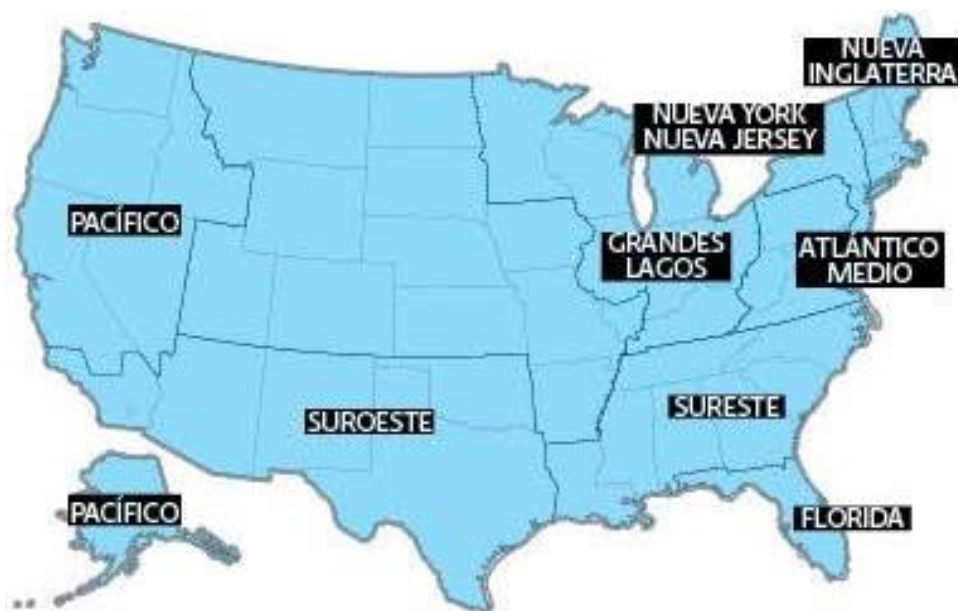 NUEVA
INGLATERRA
NUEVA YORK
NUEVA JERSEY
PACÍFICO
GRANDES
LAGOS
ATLÁNTICO
MEDIO
SUROESTE
SURESTE
PACÍFICO
FLORIDA